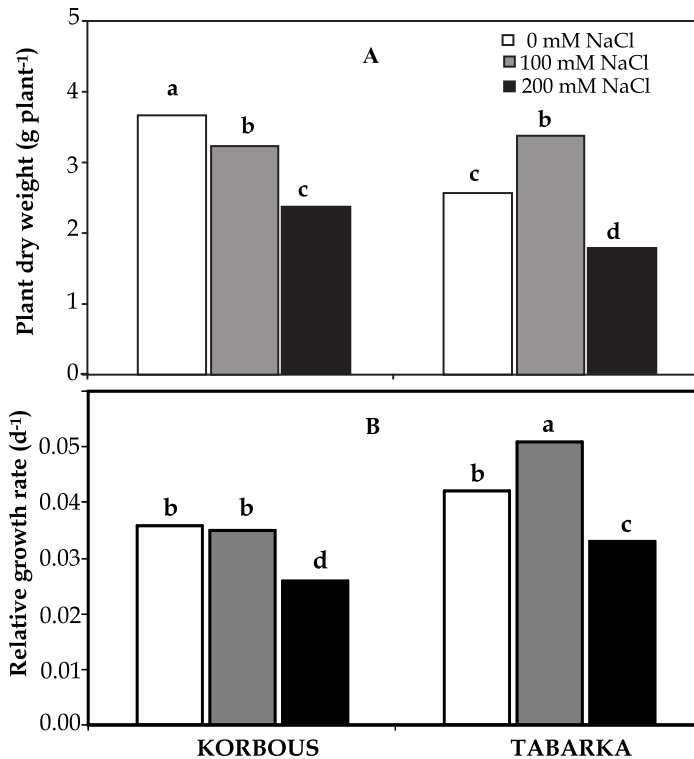 5
4
3
2
1
0
Plant dry weight (g plant-1)
A
0 mM NaCl
100 mM NaCl
200 mM NaCl
a
b
c
c
b
d
0.05
0.04
0.03
0.02
0.01
0.00
Relative growth rate (d-1)
B
b
b
d
b
a
c
KORBOUS TABARKA